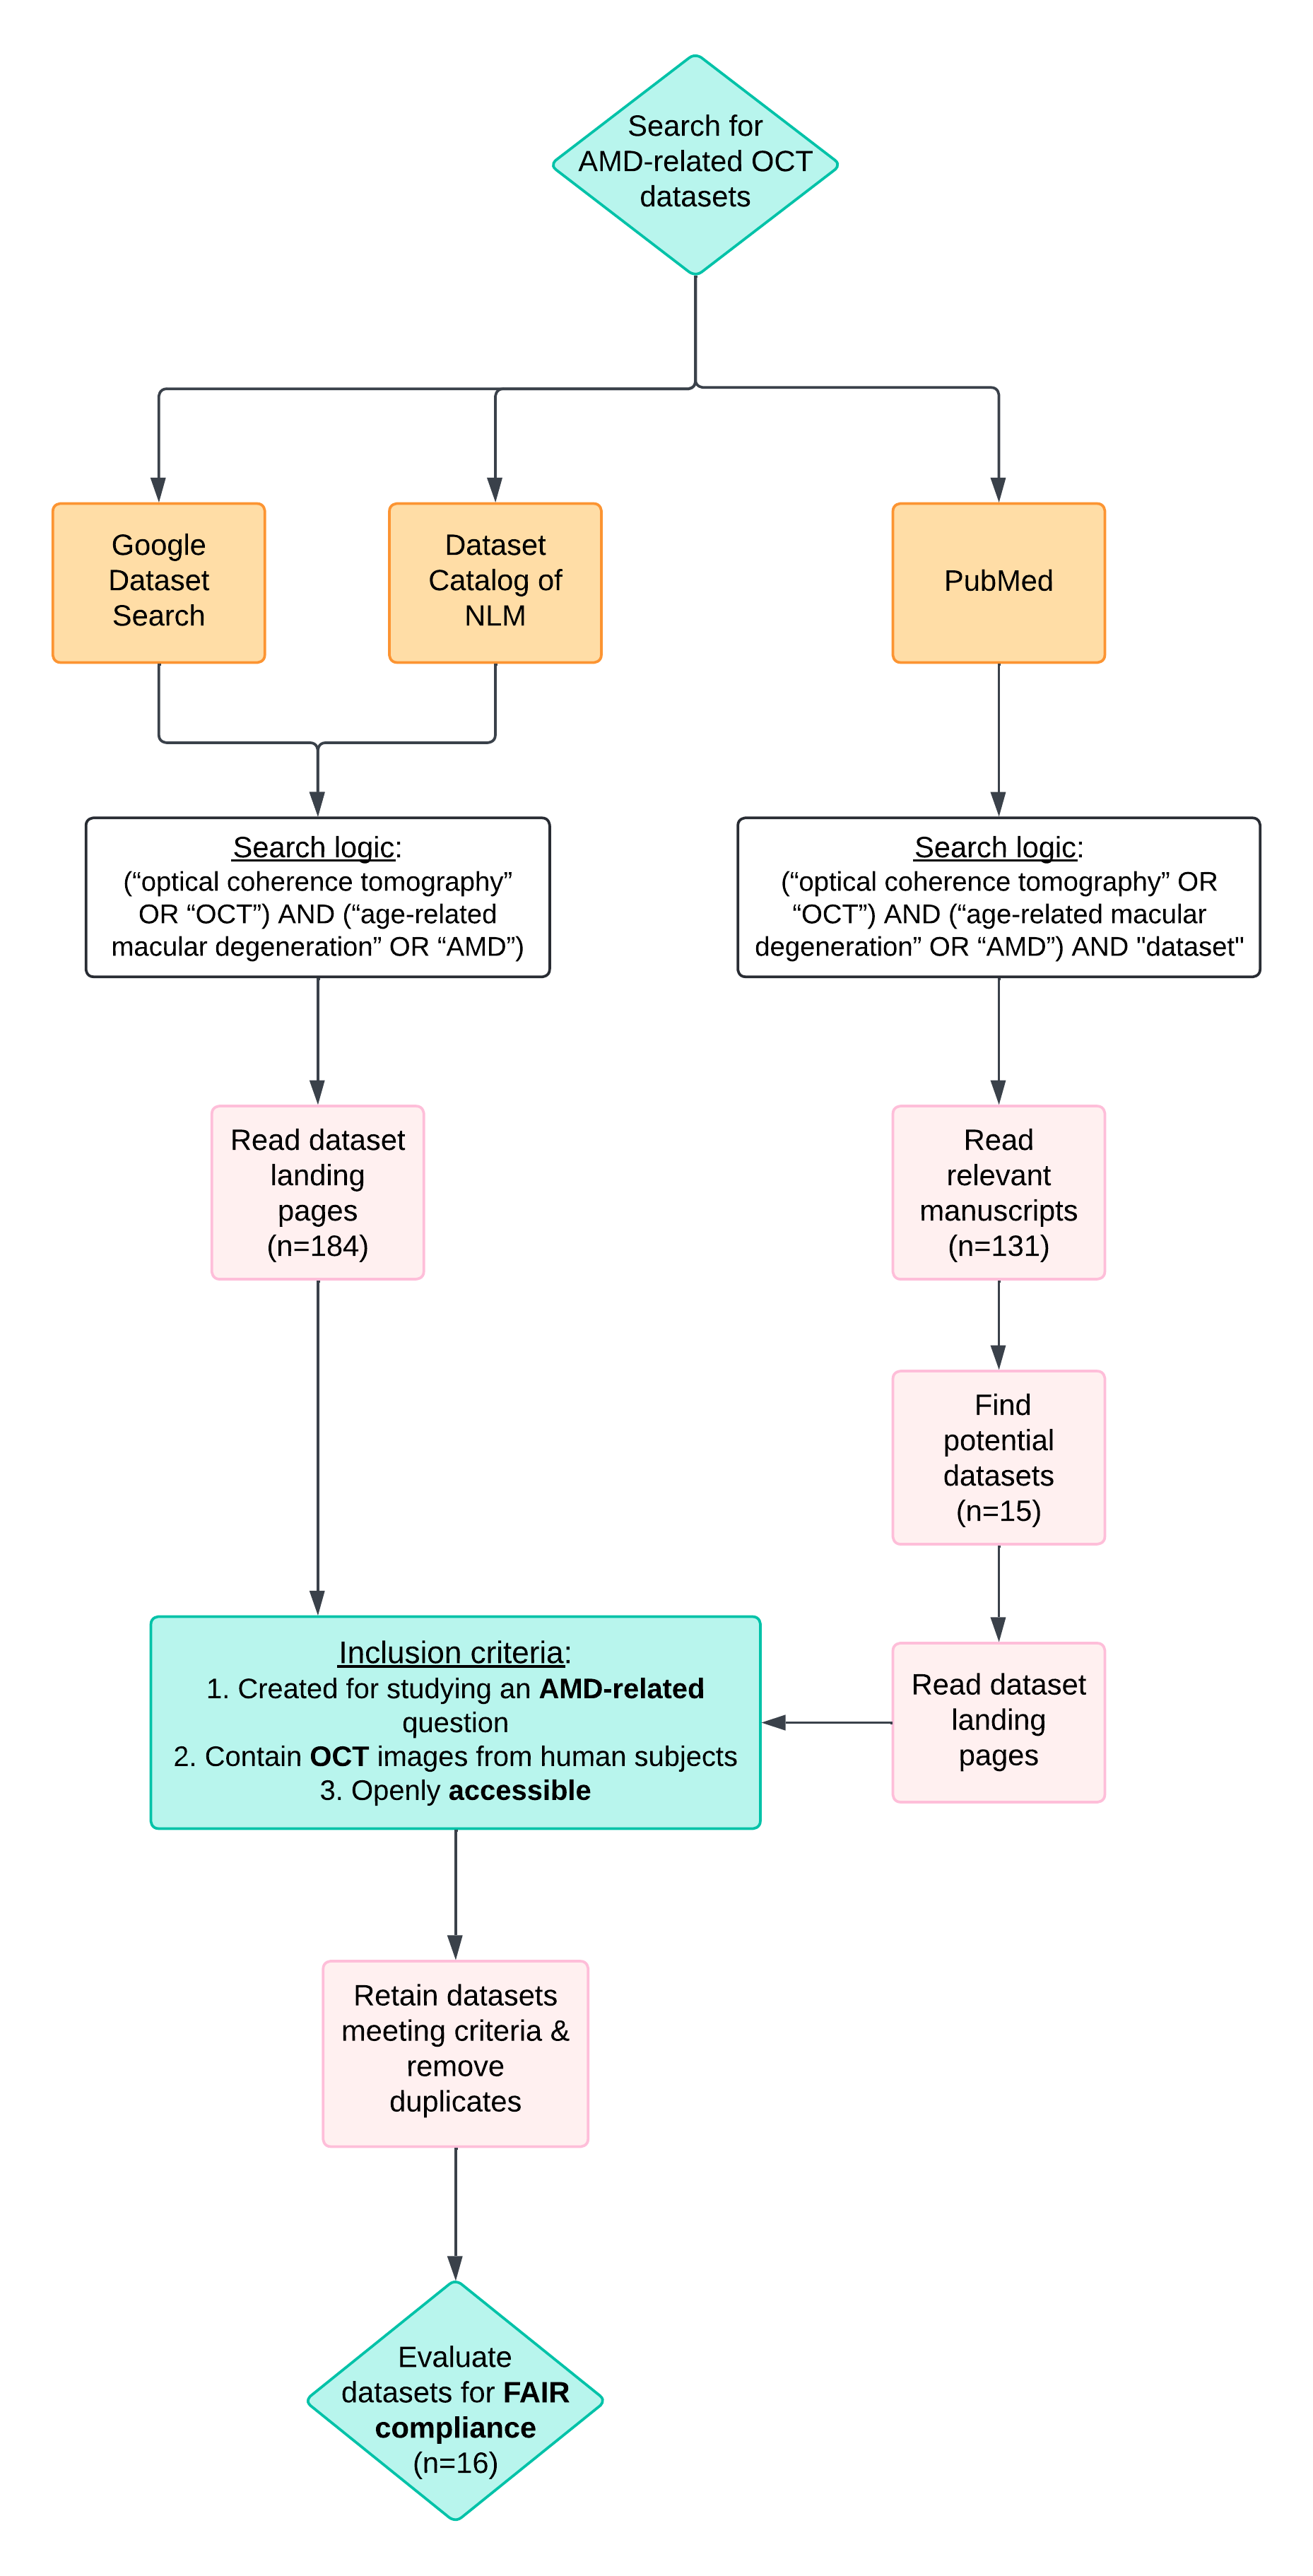 Search for
AMD-related OCT
datasets
Google
Dataset
Search
Dataset
Catalog of
NLM
PubMed
Search logic:
(“optical coherence tomography”
OR “OCT”) AND (“age-related
macular degeneration” OR “AMD”)
Search logic:
(“optical coherence tomography” OR
“OCT”) AND (“age-related macular
degeneration” OR “AMD”) AND "dataset"
Read dataset
landing
pages
(n=184)
Read
relevant
manuscripts
(n=131)
Find
potential
datasets
(n=15)
Inclusion criteria:
1. Created for studying an AMD-related
question
2. Contain OCT images from human subjects
3. Openly accessible
Read dataset
landing
pages
Retain datasets
meeting criteria &
remove
duplicates
Evaluate
datasets for FAIR
compliance
(n=16)